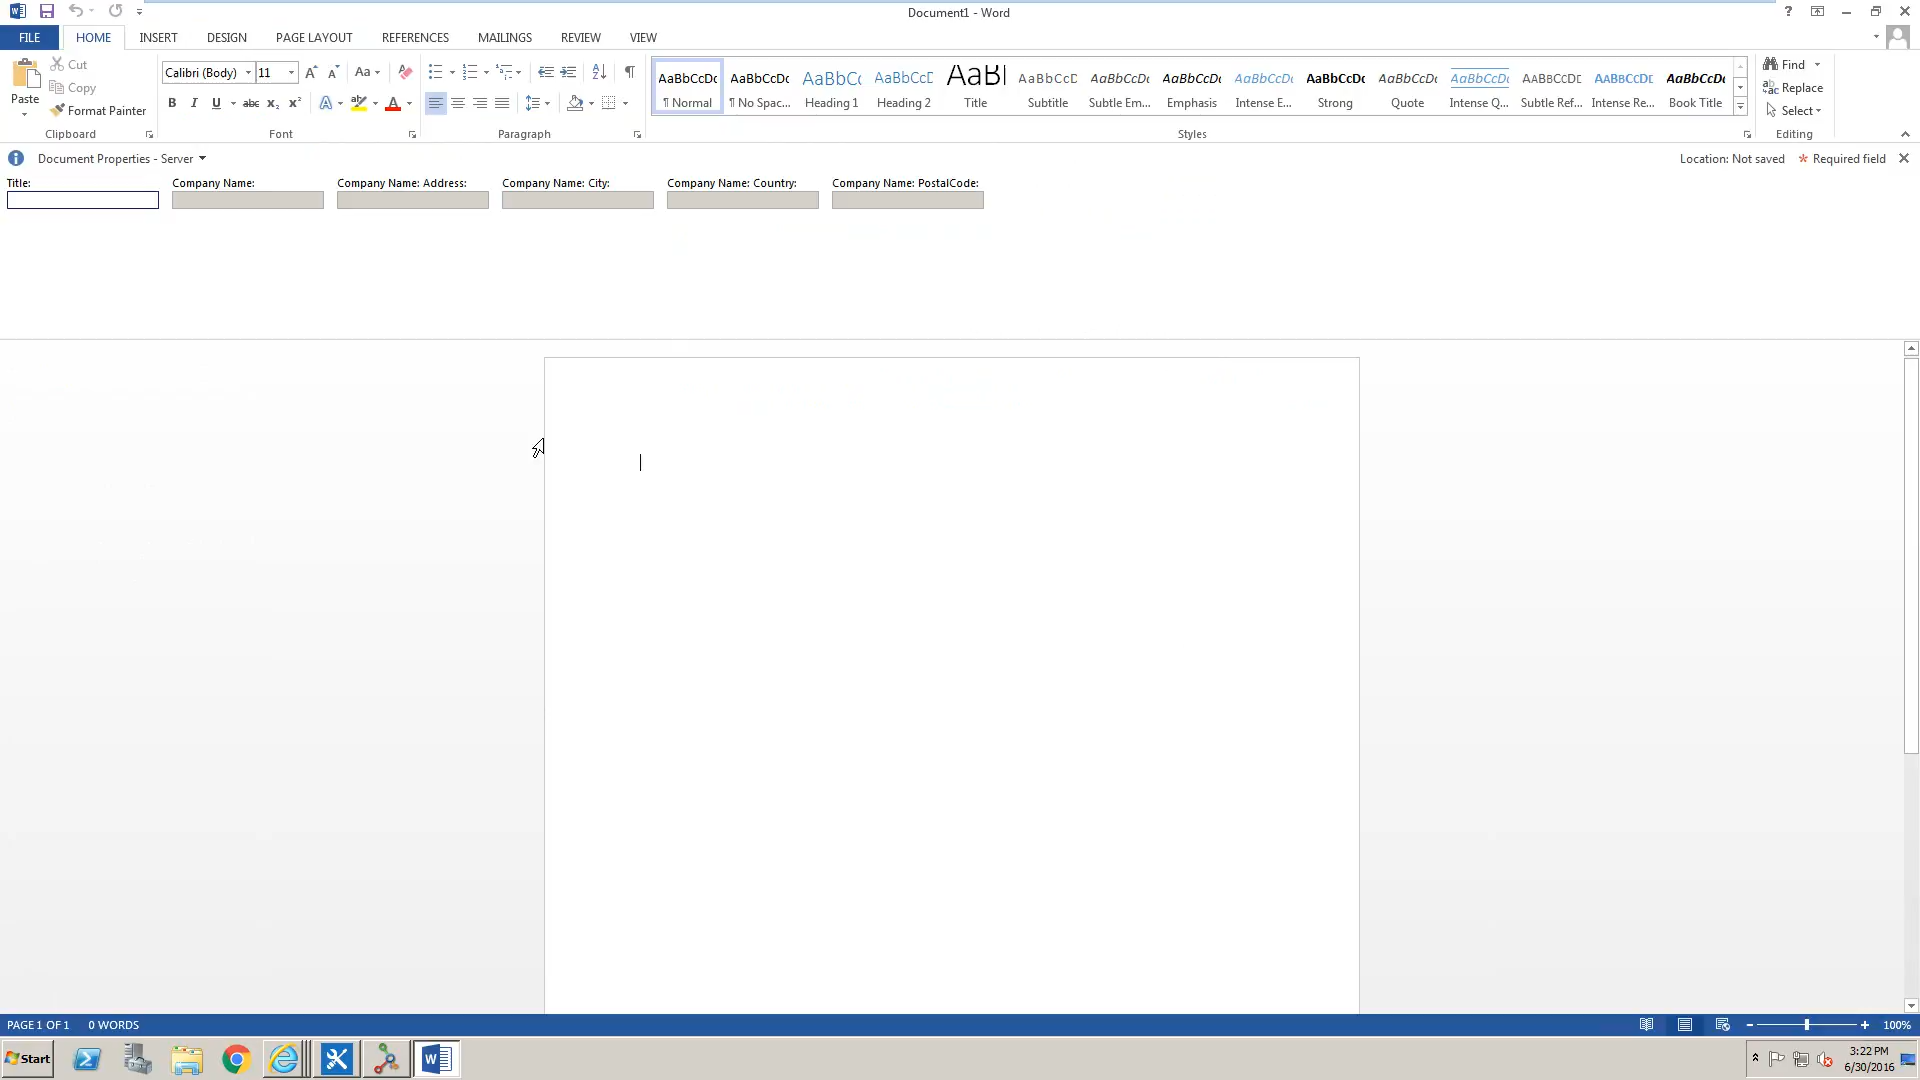 Document1 - Word
FILE HOME INSERT DESIGN PAGE LAYOUT REFERENCES MAILINGS REVIEW VIEW
Paste
Cut
Copy
Format Painter
Clipboard
Calibri (Body) 11
Font
Paragraph
AaBbCcDc AaBbCcDc AaBbCc AaBbCcD AaBl AaBbCcD AaBbCcDc AaBbCcDc AaBbCcDc AaBbCcDc AaBbCcDc AaBbCcDc AABBCCDC AABBCCDC AaBbCcDc
¶ Normal ¶ No Spac... Heading 1 Heading 2 Title Subtitle Subtle Em... Emphasis Intense E... Strong Quote Intense Q... Subtle Ref... Intense Re... Book Title
Styles
Find
Replace
Select
Editing
Document Properties - Server
Location: Not saved * Required field
Title: Company Name: Company Name: Address: Company Name: City: Company Name: Country: Company Name: PostalCode:
PAGE 1 OF 1 0 WORDS
100%
Start
3:22 PM
6/30/2016